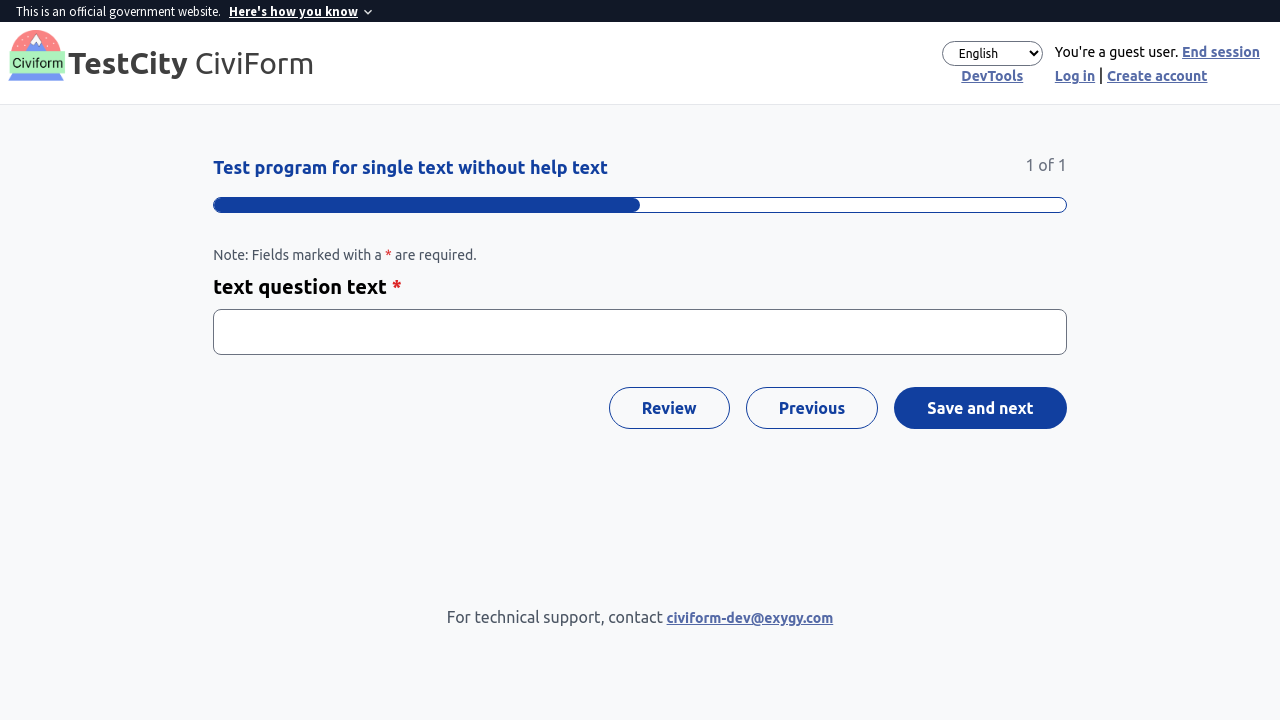 This is an official government website. Here's how you know
Civiform
TestCity CiviForm
English
You're a guest user. End session
DevTools
Log in | Create account
Test program for single text without help text
1 of 1
Note: Fields marked with a * are required.
text question text *
Review
Previous
Save and next
For technical support, contact civiform-dev@exygy.com